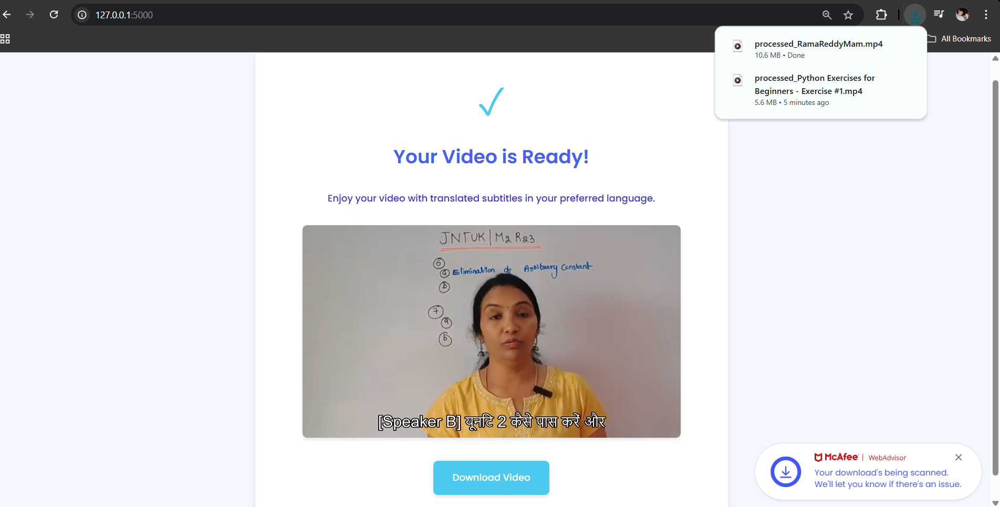 127.0.0.1:5000
All Bookmarks
processed_RamaReddyMam.mp4
10.6 MB • Done
processed_Python Exercises for
Beginners - Exercise #1.mp4
5.6 MB • 5 minutes ago
Your Video is Ready!
Enjoy your video with translated subtitles in your preferred language.
JNTUK | M2 R23
6
a Elimination of Arbitrary Constant
b
7
a
b
[Speaker B] यूनटि 2 कैसे पास करें और
Download Video
McAfee | WebAdvisor
Your download's being scanned.
We'll let you know if there's an issue.